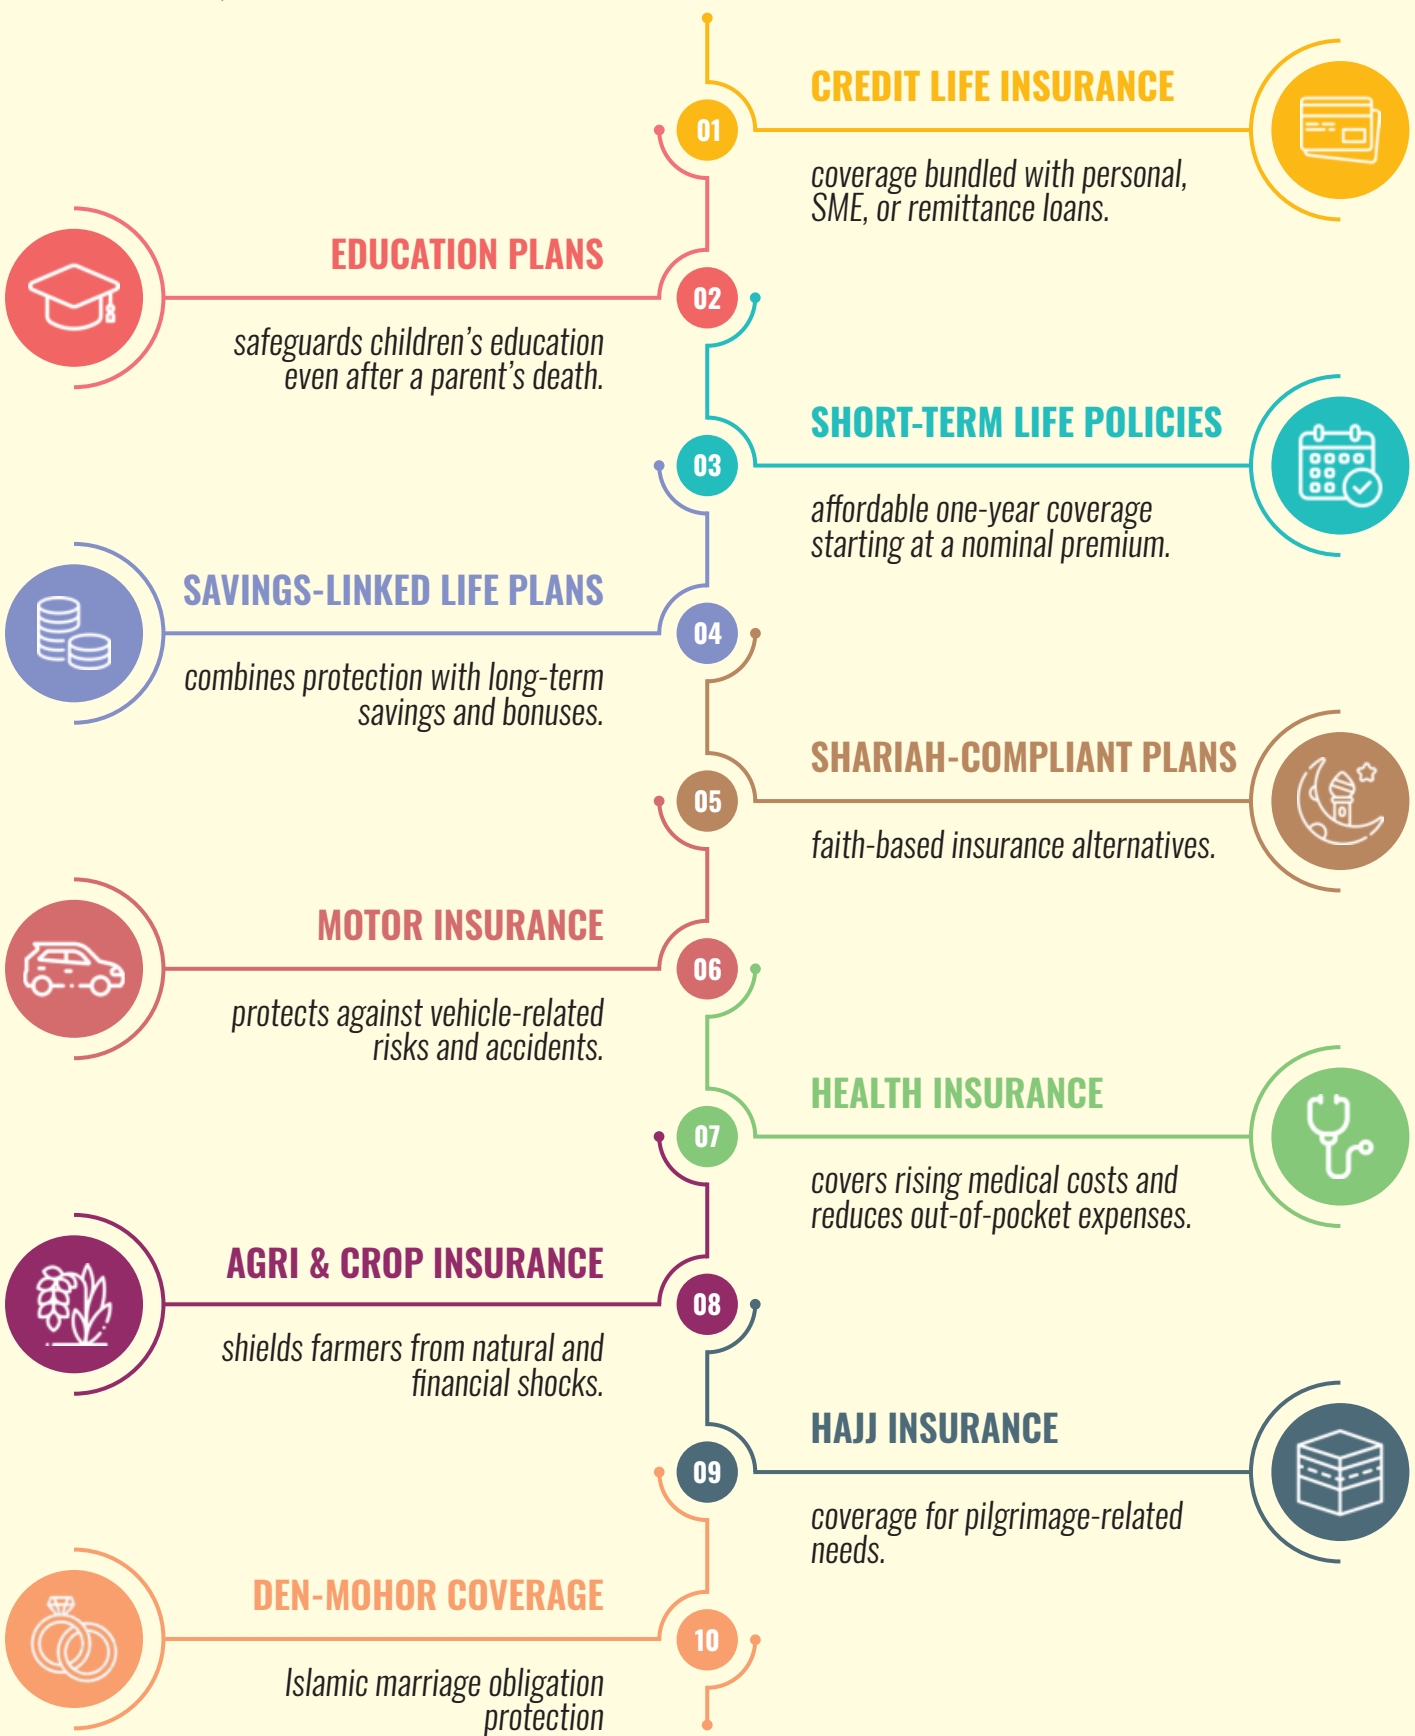 CREDIT LIFE INSURANCE
01
coverage bundled with personal,
SME, or remittance loans.
EDUCATION PLANS
02
safeguards children’s education
even after a parent’s death.
SHORT-TERM LIFE POLICIES
03
affordable one-year coverage
starting at a nominal premium.
SAVINGS-LINKED LIFE PLANS
04
combines protection with long-term
savings and bonuses.
SHARIAH-COMPLIANT PLANS
05
faith-based insurance alternatives.
MOTOR INSURANCE
06
protects against vehicle-related
risks and accidents.
HEALTH INSURANCE
07
covers rising medical costs and
reduces out-of-pocket expenses.
AGRI & CROP INSURANCE
08
shields farmers from natural and
financial shocks.
HAJJ INSURANCE
09
coverage for pilgrimage-related
needs.
DEN-MOHOR COVERAGE
10
Islamic marriage obligation
protection